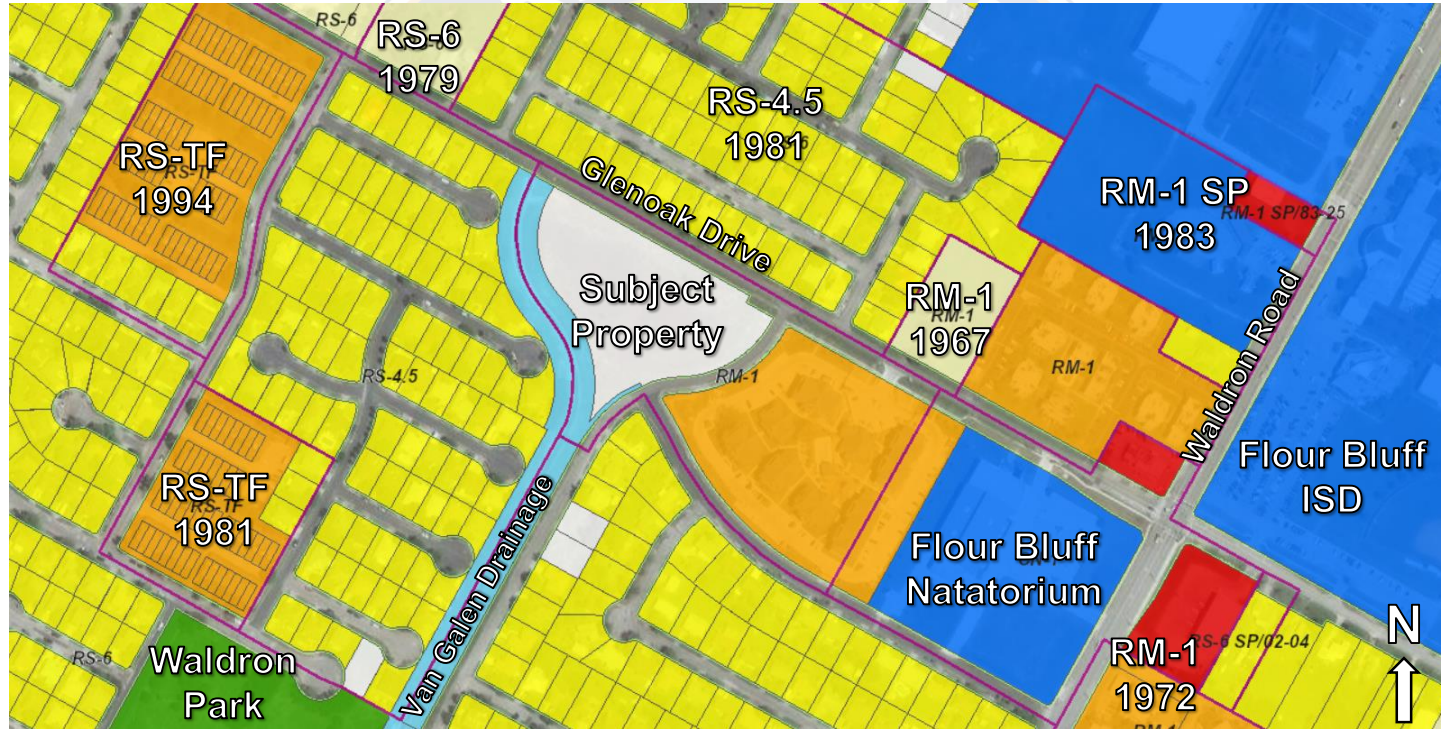 RS-6
RS-6
1979
RS-4.5
1981
RS-TF
RS-TF
1994
Glenoak Drive
RM-1 SP
RM-1 SP/83-25
1983
Subject
Property
RM-1
RM-1
1967
Waldron Road
RM-1
RS-4.5
RM-1
Flour Bluff
ISD
RS-TF
RS-TF
1981
Van Galen Drainage
Flour Bluff
Natatorium
N
RS-6 SP/02-04
RM-1
1972
RS-6
Waldron
Park
RM-1